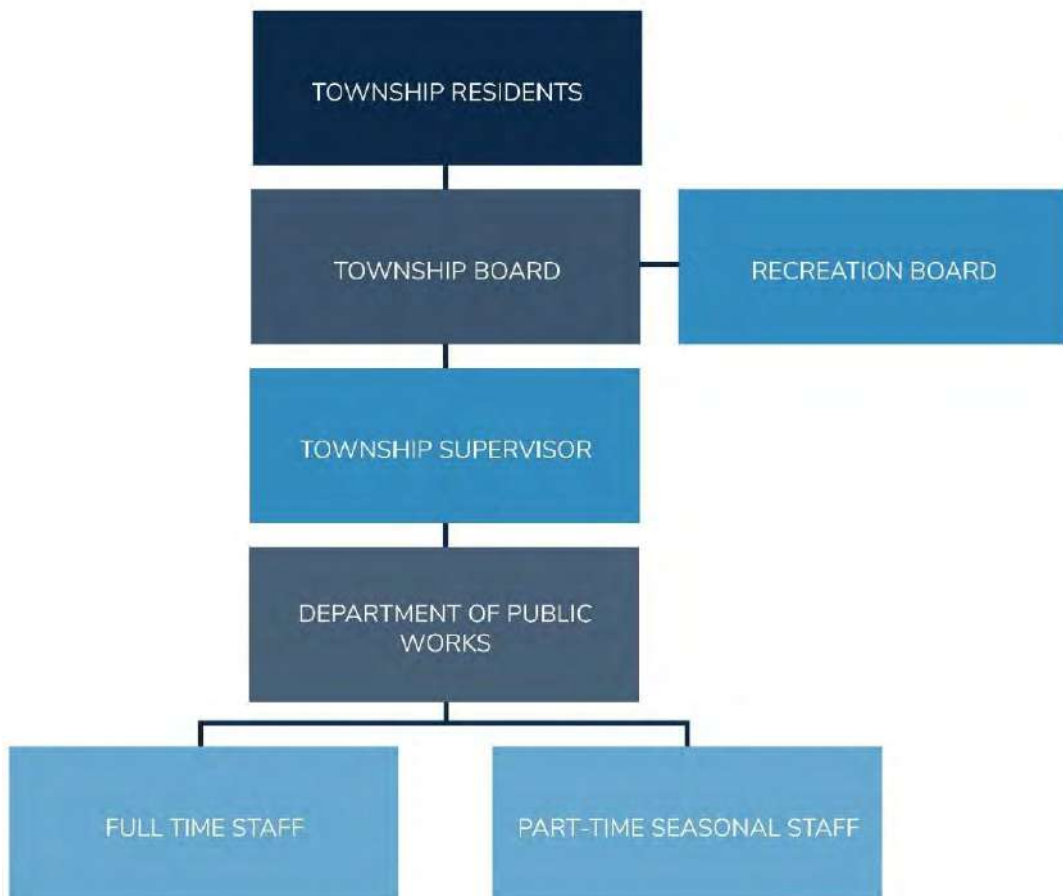 TOWNSHIP RESIDENTS
TOWNSHIP BOARD
RECREATION BOARD
TOWNSHIP SUPERVISOR
DEPARTMENT OF PUBLIC
WORKS
FULL TIME STAFF
PART-TIME SEASONAL STAFF